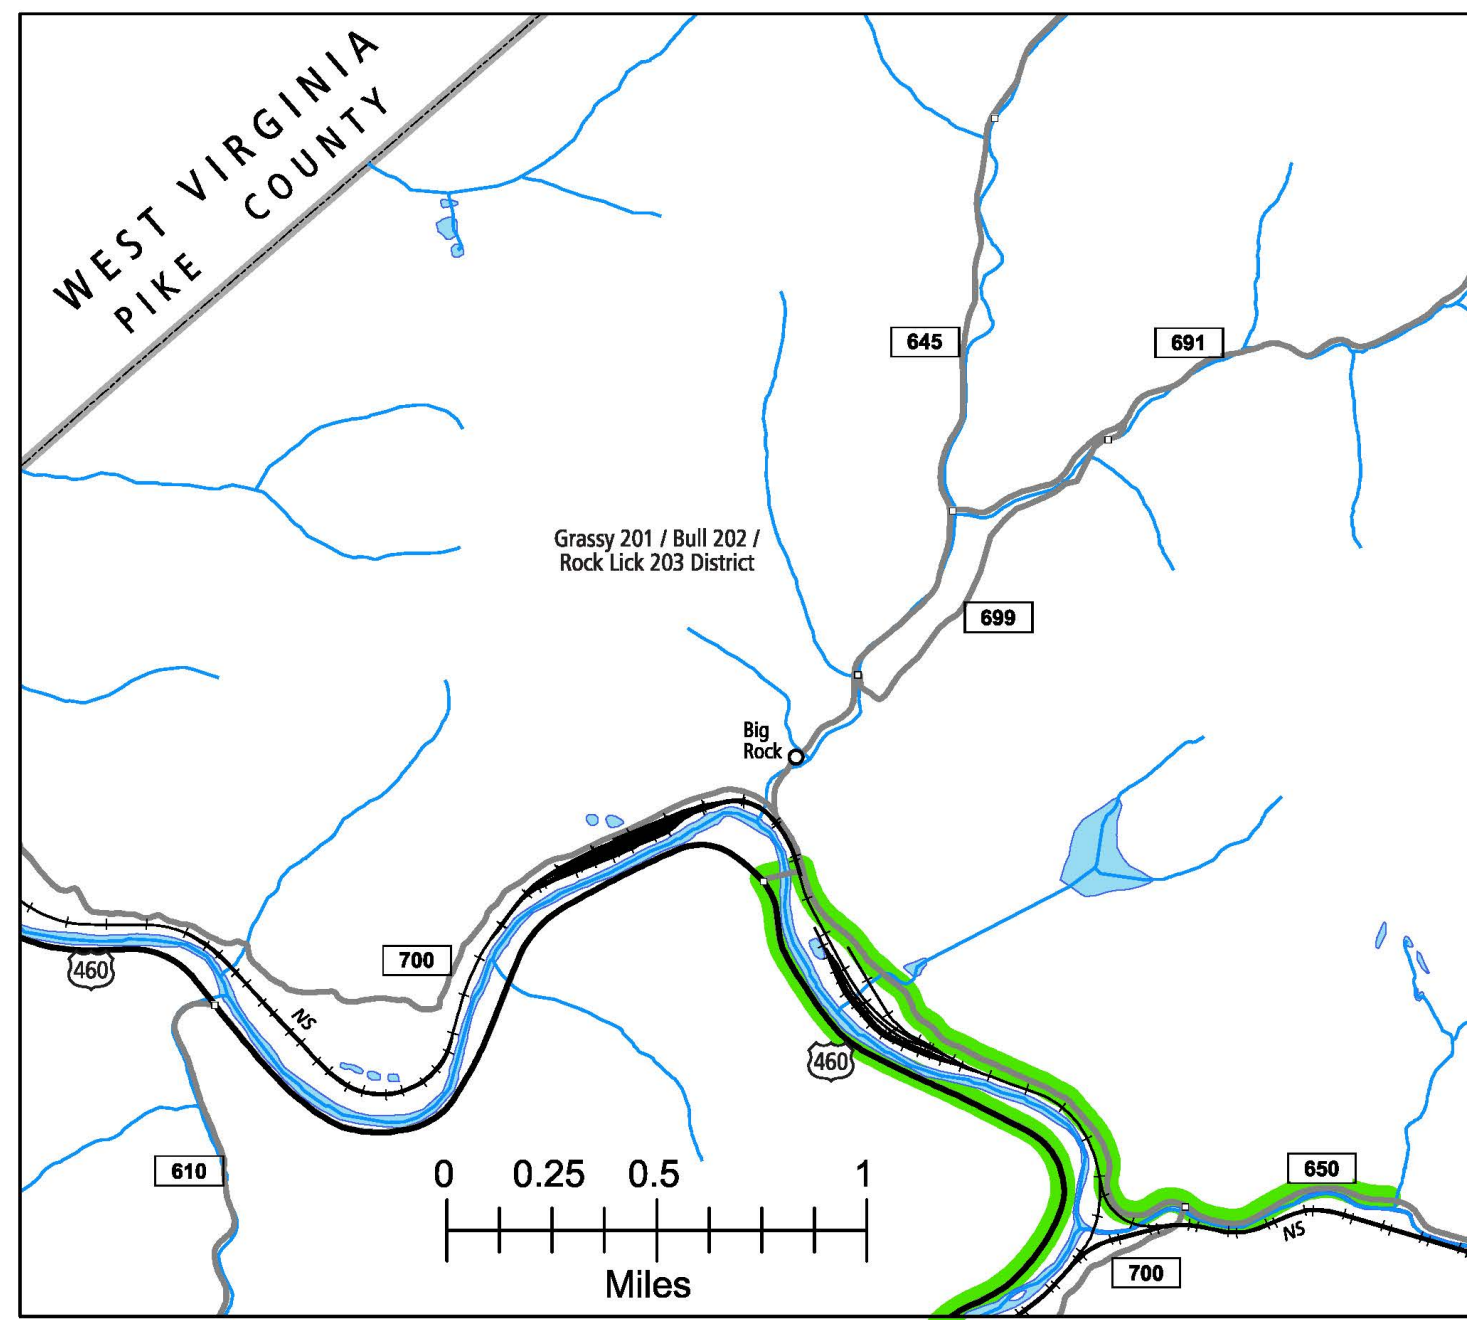 WEST VIRGINIA
PIKE COUNTY
645
691
Grassy 201 / Bull 202 /
Rock Lick 203 District
699
Big
Rock
700
460
NS
460
610
650
0 0.25 0.5 1
Miles
NS
700